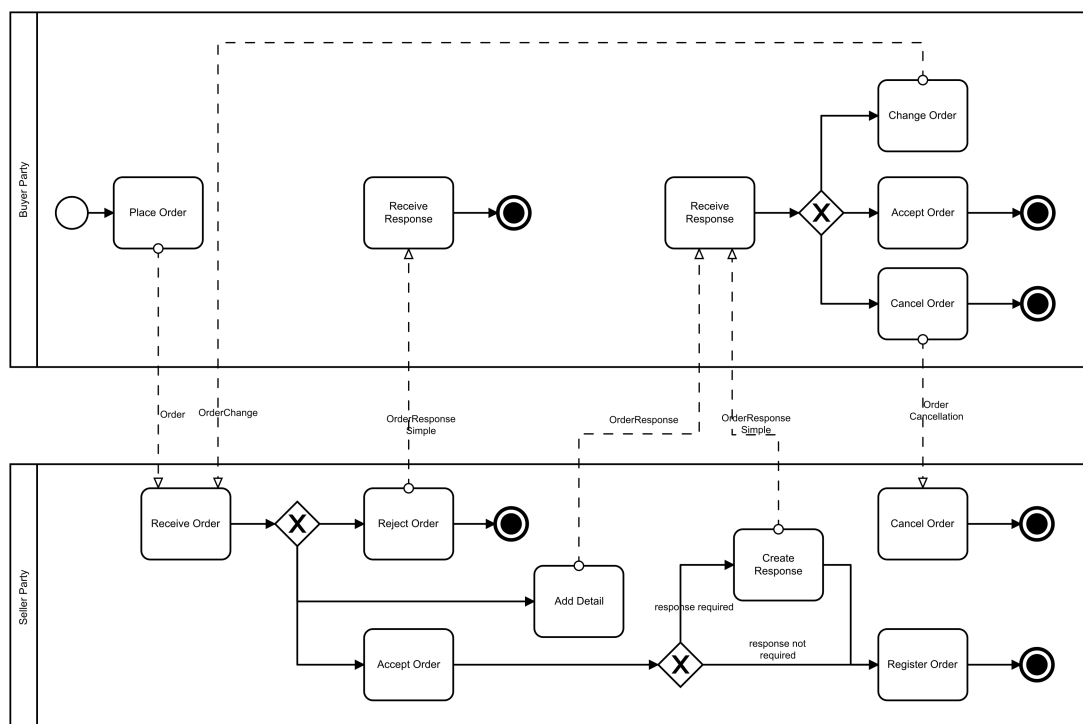 Buyer Party
Change Order
Place Order
Receive
Response
Receive
Response
Accept Order
Cancel Order
Order
OrderChange
OrderResponse
Simple
OrderResponse
OrderResponse
Simple
Order
Cancellation
Seller Party
Receive Order
X
Reject Order
Cancel Order
Create
Response
Add Detail
response required
Accept Order
X
response not
required
Register Order
X